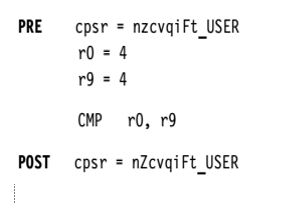 PRE cpsr = nzcvqiFt_USER
r0 = 4
r9 = 4
CMP r0, r9
POST cpsr = nZcvqiFt_USER